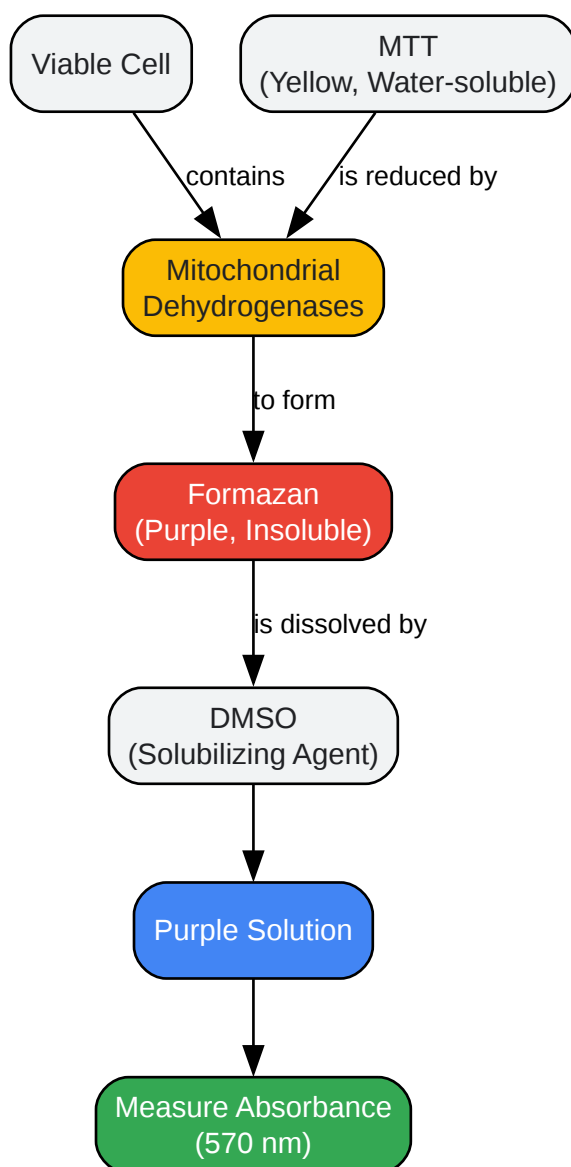 Viable Cell
MTT
(Yellow, Water-soluble)
contains
is reduced by
Mitochondrial
Dehydrogenases
to form
Formazan
(Purple, Insoluble)
is dissolved by
DMSO
(Solubilizing Agent)
Purple Solution
Measure Absorbance
(570 nm)